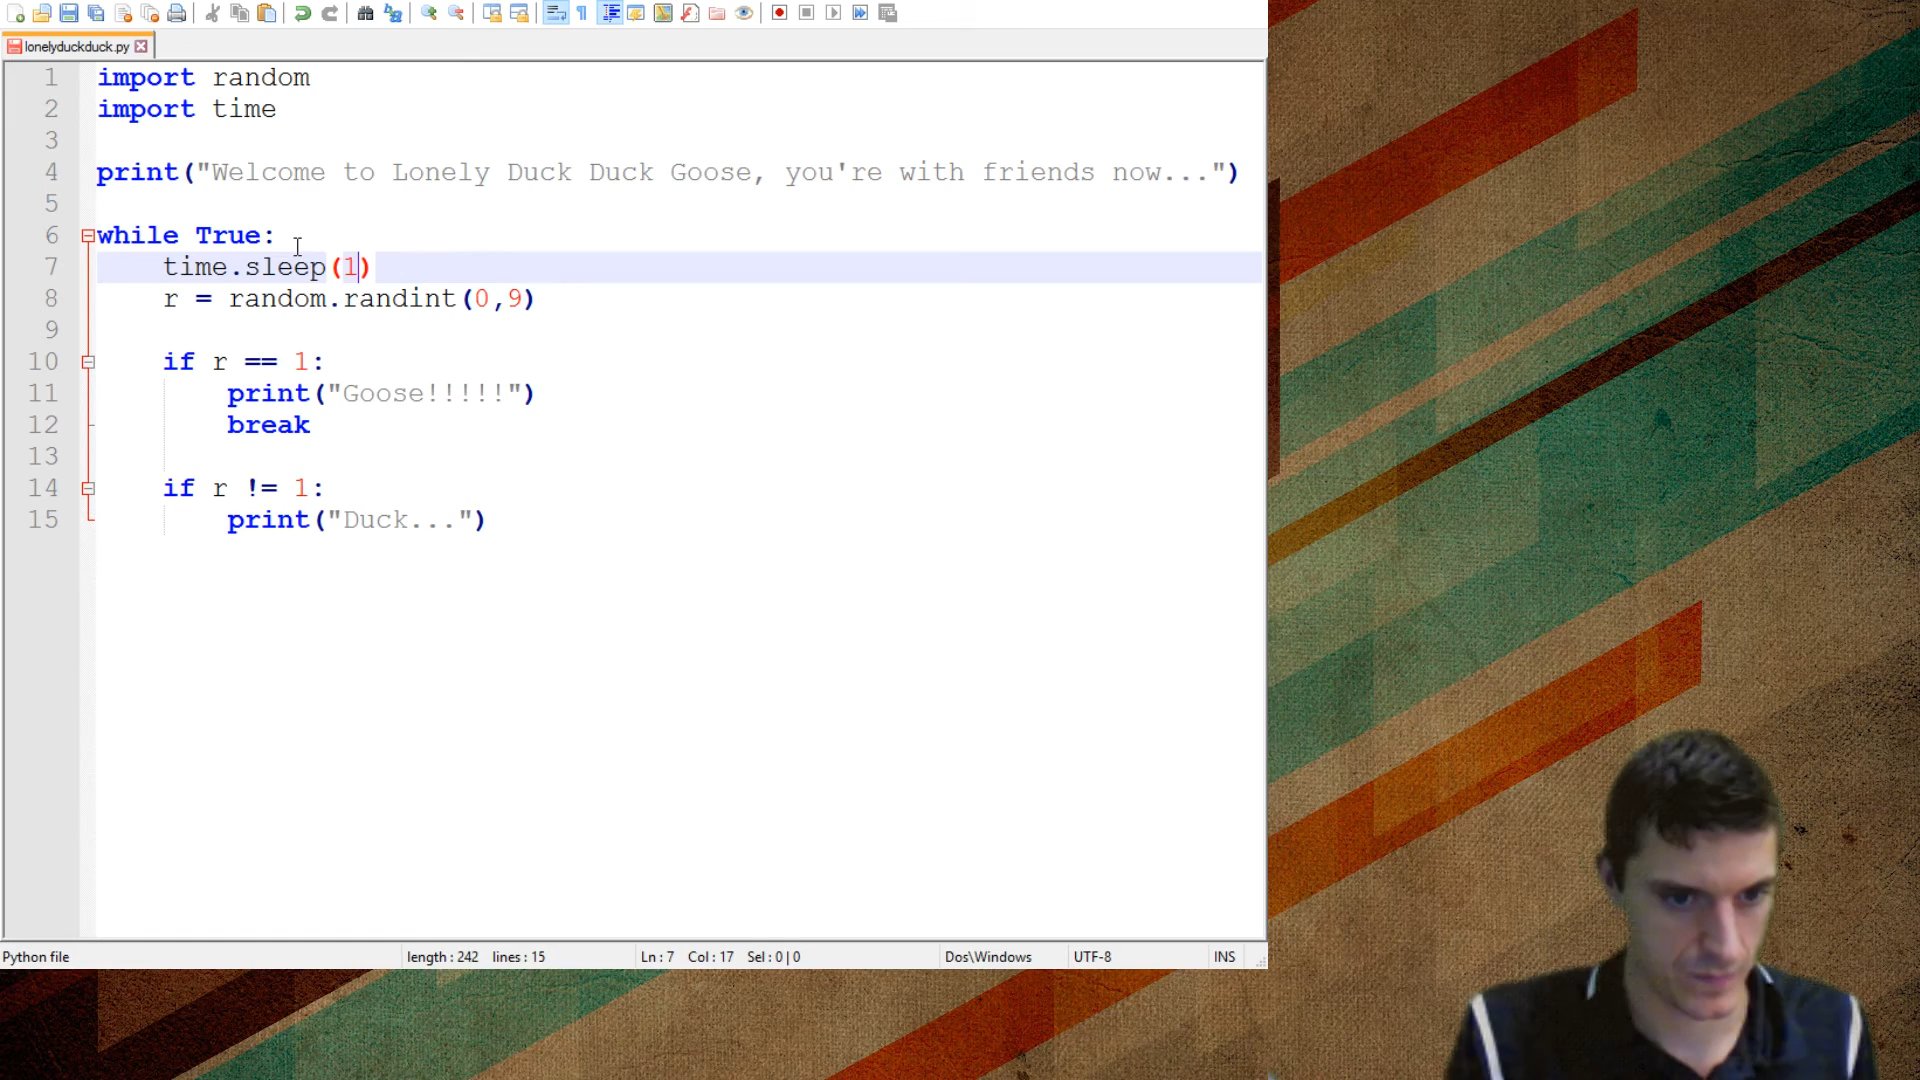 lonelyduckduck.py
1 import random
2 import time
3
4 print("Welcome to Lonely Duck Duck Goose, you're with friends now...")
5
6 while True:
7     time.sleep(1)
8     r = random.randint(0,9)
9
10     if r == 1:
11         print("Goose!!!!!")
12         break
13
14     if r != 1:
15         print("Duck...")
Python file length : 242 lines : 15 Ln : 7 Col : 17 Sel : 0 | 0 Dos\Windows UTF-8 INS